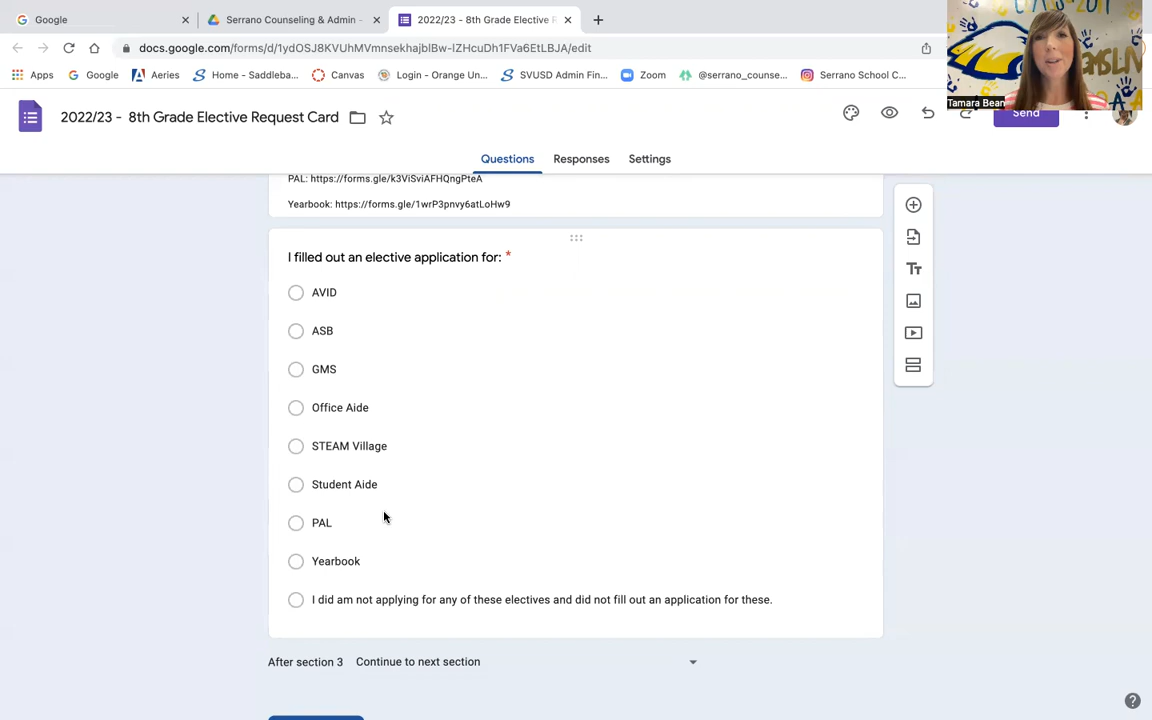 Google
Serrano Counseling & Admin -
2022/23 - 8th Grade Elective R
docs.google.com/forms/d/1ydOSJ8KVUhMVmnsekhajblBw-IZHcuDh1FVa6EtLBJA/edit
Apps
Google
Aeries
Home - Saddleba...
Canvas
Login - Orange Un...
SVUSD Admin Fin...
Zoom
@serrano_counse...
Serrano School C...
Tamara Bean
2022/23 - 8th Grade Elective Request Card
Send
Questions
Responses
Settings
PAL: https://forms.gle/k3ViSviAFHQngPteA
Yearbook: https://forms.gle/1wrP3pnvy6atLoHw9
I filled out an elective application for: *
AVID
ASB
GMS
Office Aide
STEAM Village
Student Aide
PAL
Yearbook
I did am not applying for any of these electives and did not fill out an application for these.
After section 3 Continue to next section